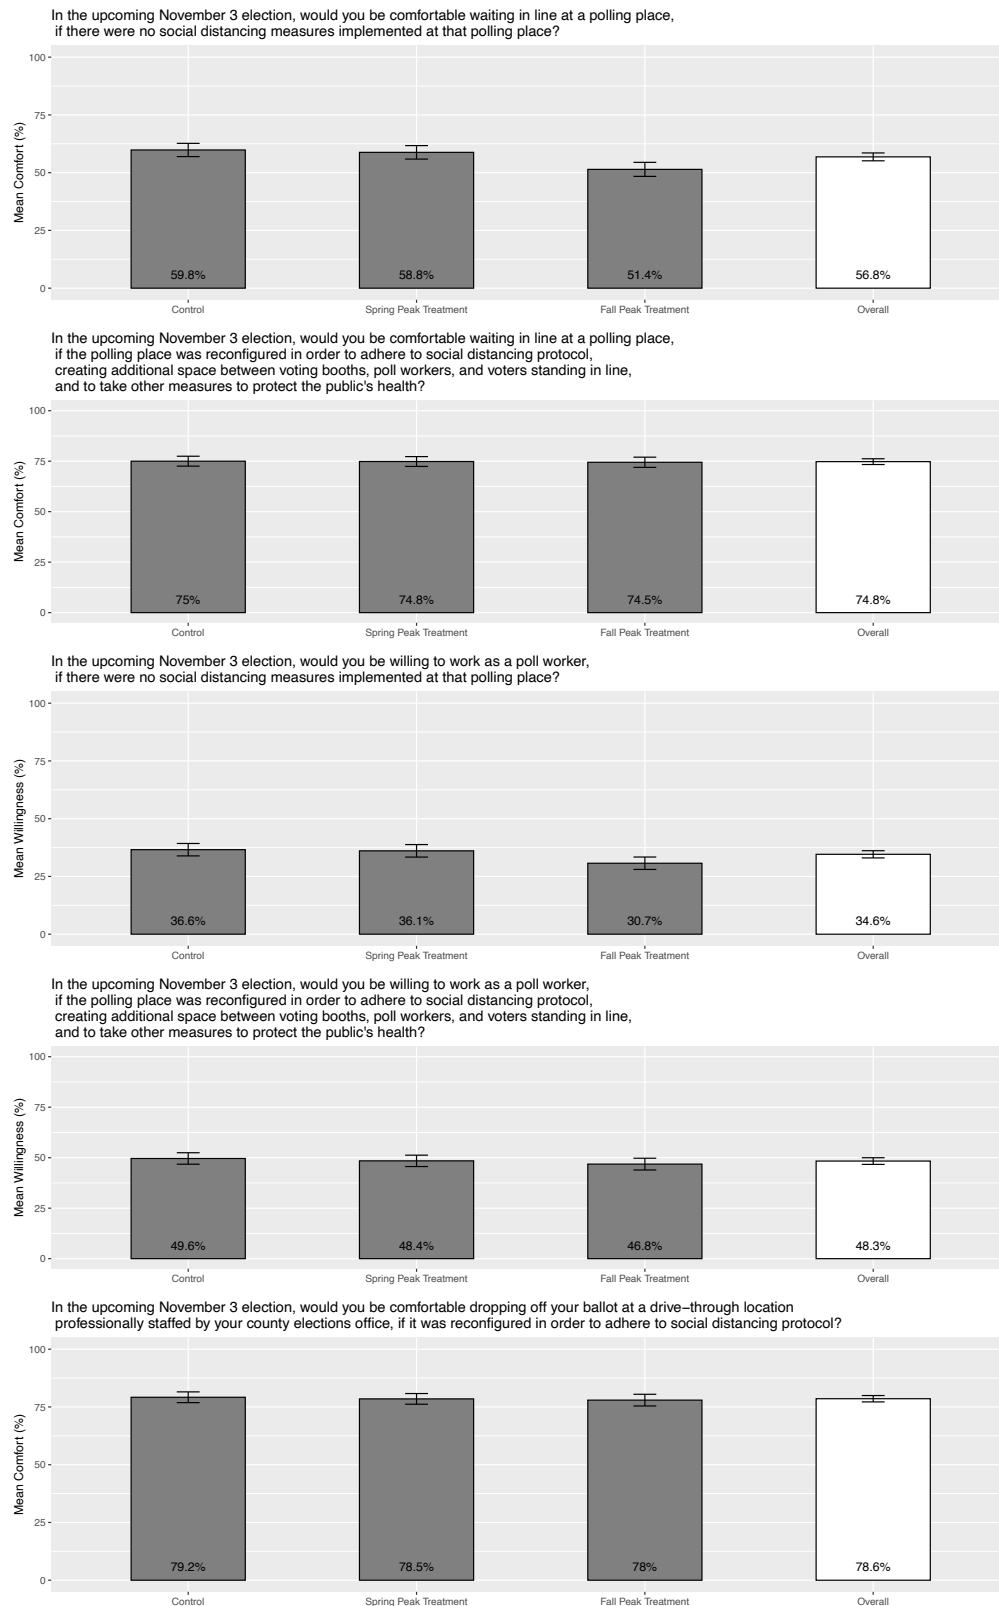 In the upcoming November 3 election, would you be comfortable waiting in line at a polling place,
if there were no social distancing measures implemented at that polling place?
100
75
50
25
0
Mean Comfort (%)
59.8% 58.8% 51.4% 56.8%
Control Spring Peak Treatment Fall Peak Treatment Overall
In the upcoming November 3 election, would you be comfortable waiting in line at a polling place,
if the polling place was reconfigured in order to adhere to social distancing protocol,
creating additional space between voting booths, poll workers, and voters standing in line,
and to take other measures to protect the public's health?
100
75
50
25
0
Mean Comfort (%)
75% 74.8% 74.5% 74.8%
Control Spring Peak Treatment Fall Peak Treatment Overall
In the upcoming November 3 election, would you be willing to work as a poll worker,
if there were no social distancing measures implemented at that polling place?
100
75
50
25
0
Mean Willingness (%)
36.6% 36.1% 30.7% 34.6%
Control Spring Peak Treatment Fall Peak Treatment Overall
In the upcoming November 3 election, would you be willing to work as a poll worker,
if the polling place was reconfigured in order to adhere to social distancing protocol,
creating additional space between voting booths, poll workers, and voters standing in line,
and to take other measures to protect the public's health?
100
75
50
25
0
Mean Willingness (%)
49.6% 48.4% 46.8% 48.3%
Control Spring Peak Treatment Fall Peak Treatment Overall
In the upcoming November 3 election, would you be comfortable dropping off your ballot at a drive−through location
professionally staffed by your county elections office, if it was reconfigured in order to adhere to social distancing protocol?
100
75
50
25
0
Mean Comfort (%)
79.2% 78.5% 78% 78.6%
Control Spring Peak Treatment Fall Peak Treatment Overall